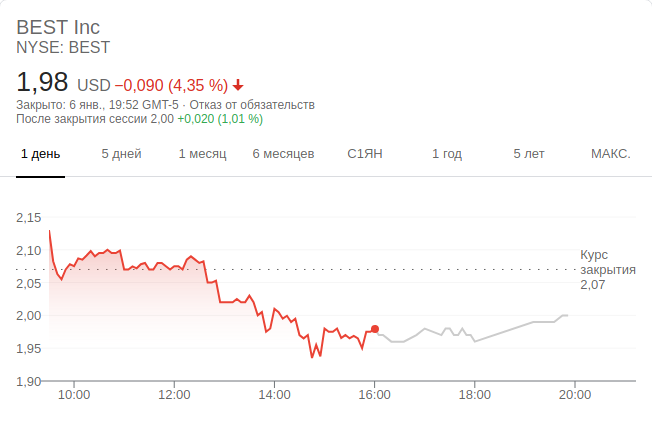 BEST Inc
NYSE: BEST
1,98 USD −0,090 (4,35 %)
Закрыто: 6 янв., 19:52 GMT-5 · Отказ от обязательств
После закрытия сессии 2,00 +0,020 (1,01 %)
1 день 5 дней 1 месяц 6 месяцев С1ЯН 1 год 5 лет МАКС.
2,15
2,10
2,05
2,00
1,95
1,90
Курс
закрытия
2,07
10:00 12:00 14:00 16:00 18:00 20:00